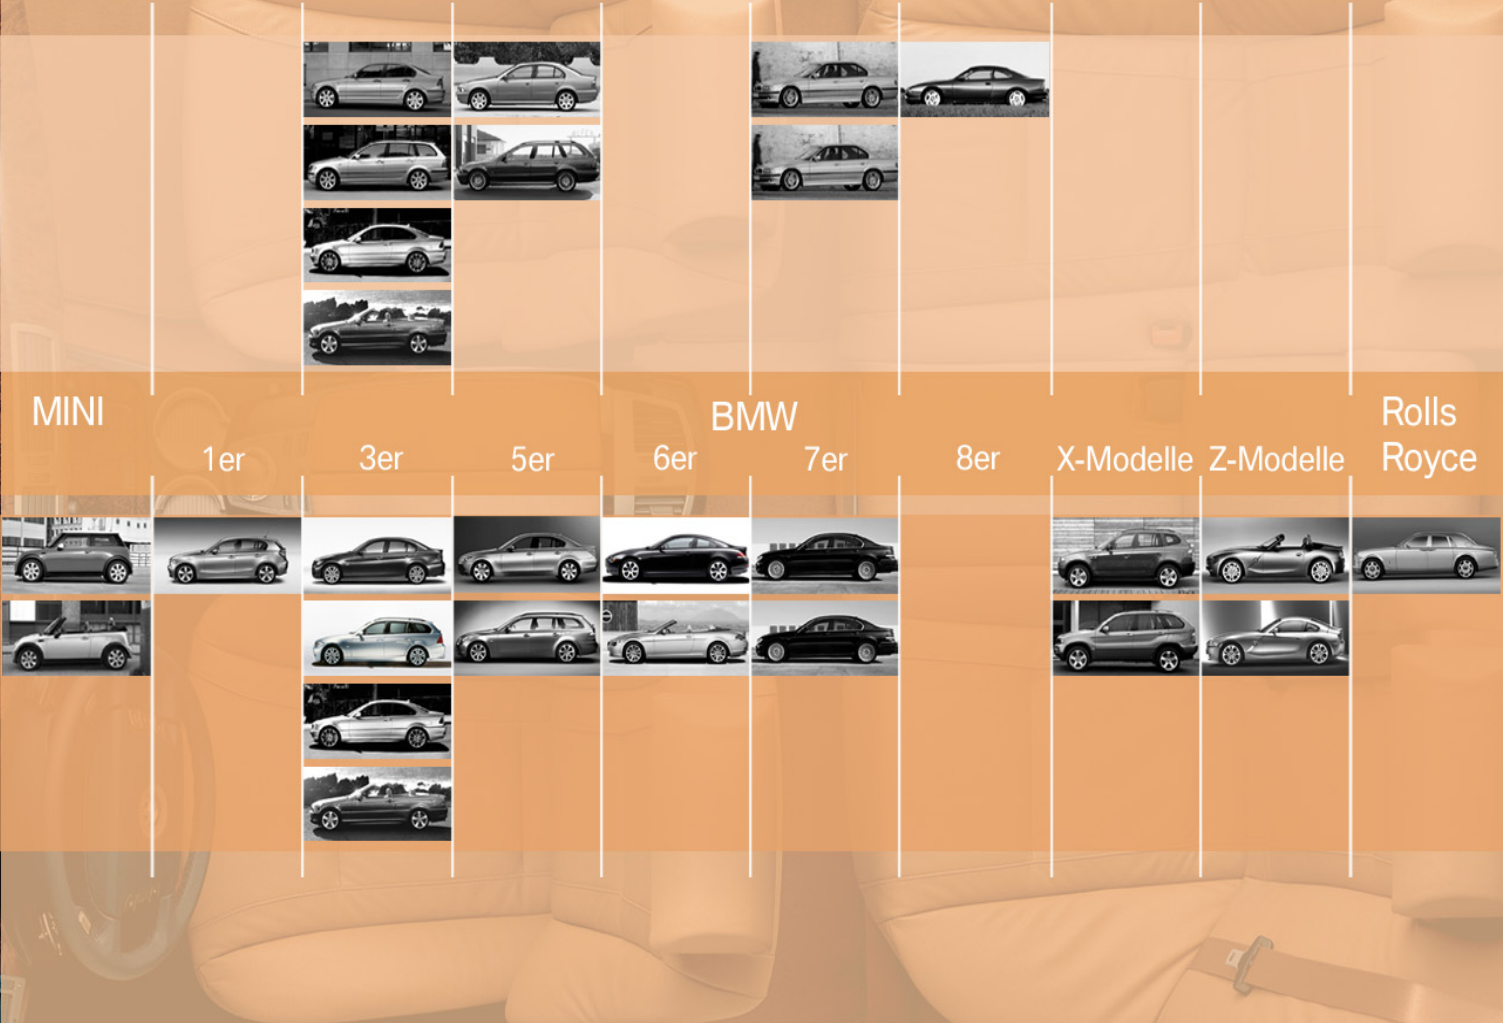 MINI
BMW
Rolls
Royce
1er
3er
5er
6er
7er
8er
X-Modelle
Z-Modelle